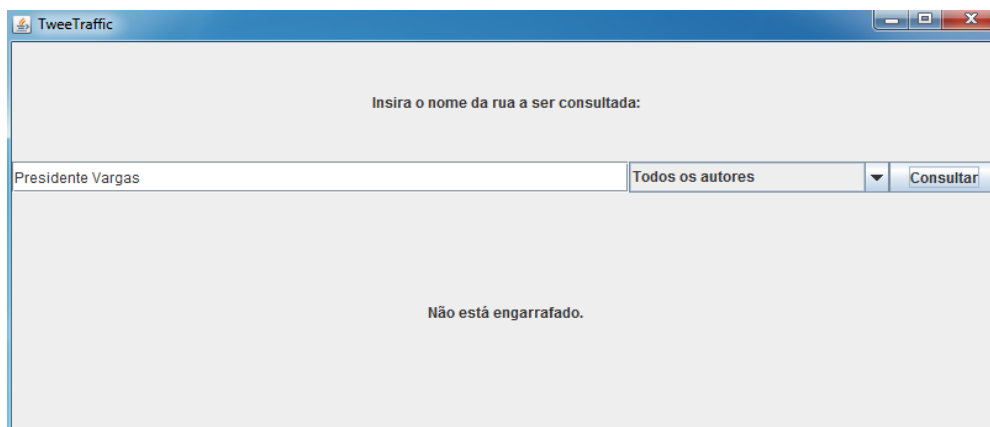 TweeTraffic
Insira o nome da rua a ser consultada:
Presidente Vargas Todos os autores Consultar
Não está engarrafado.